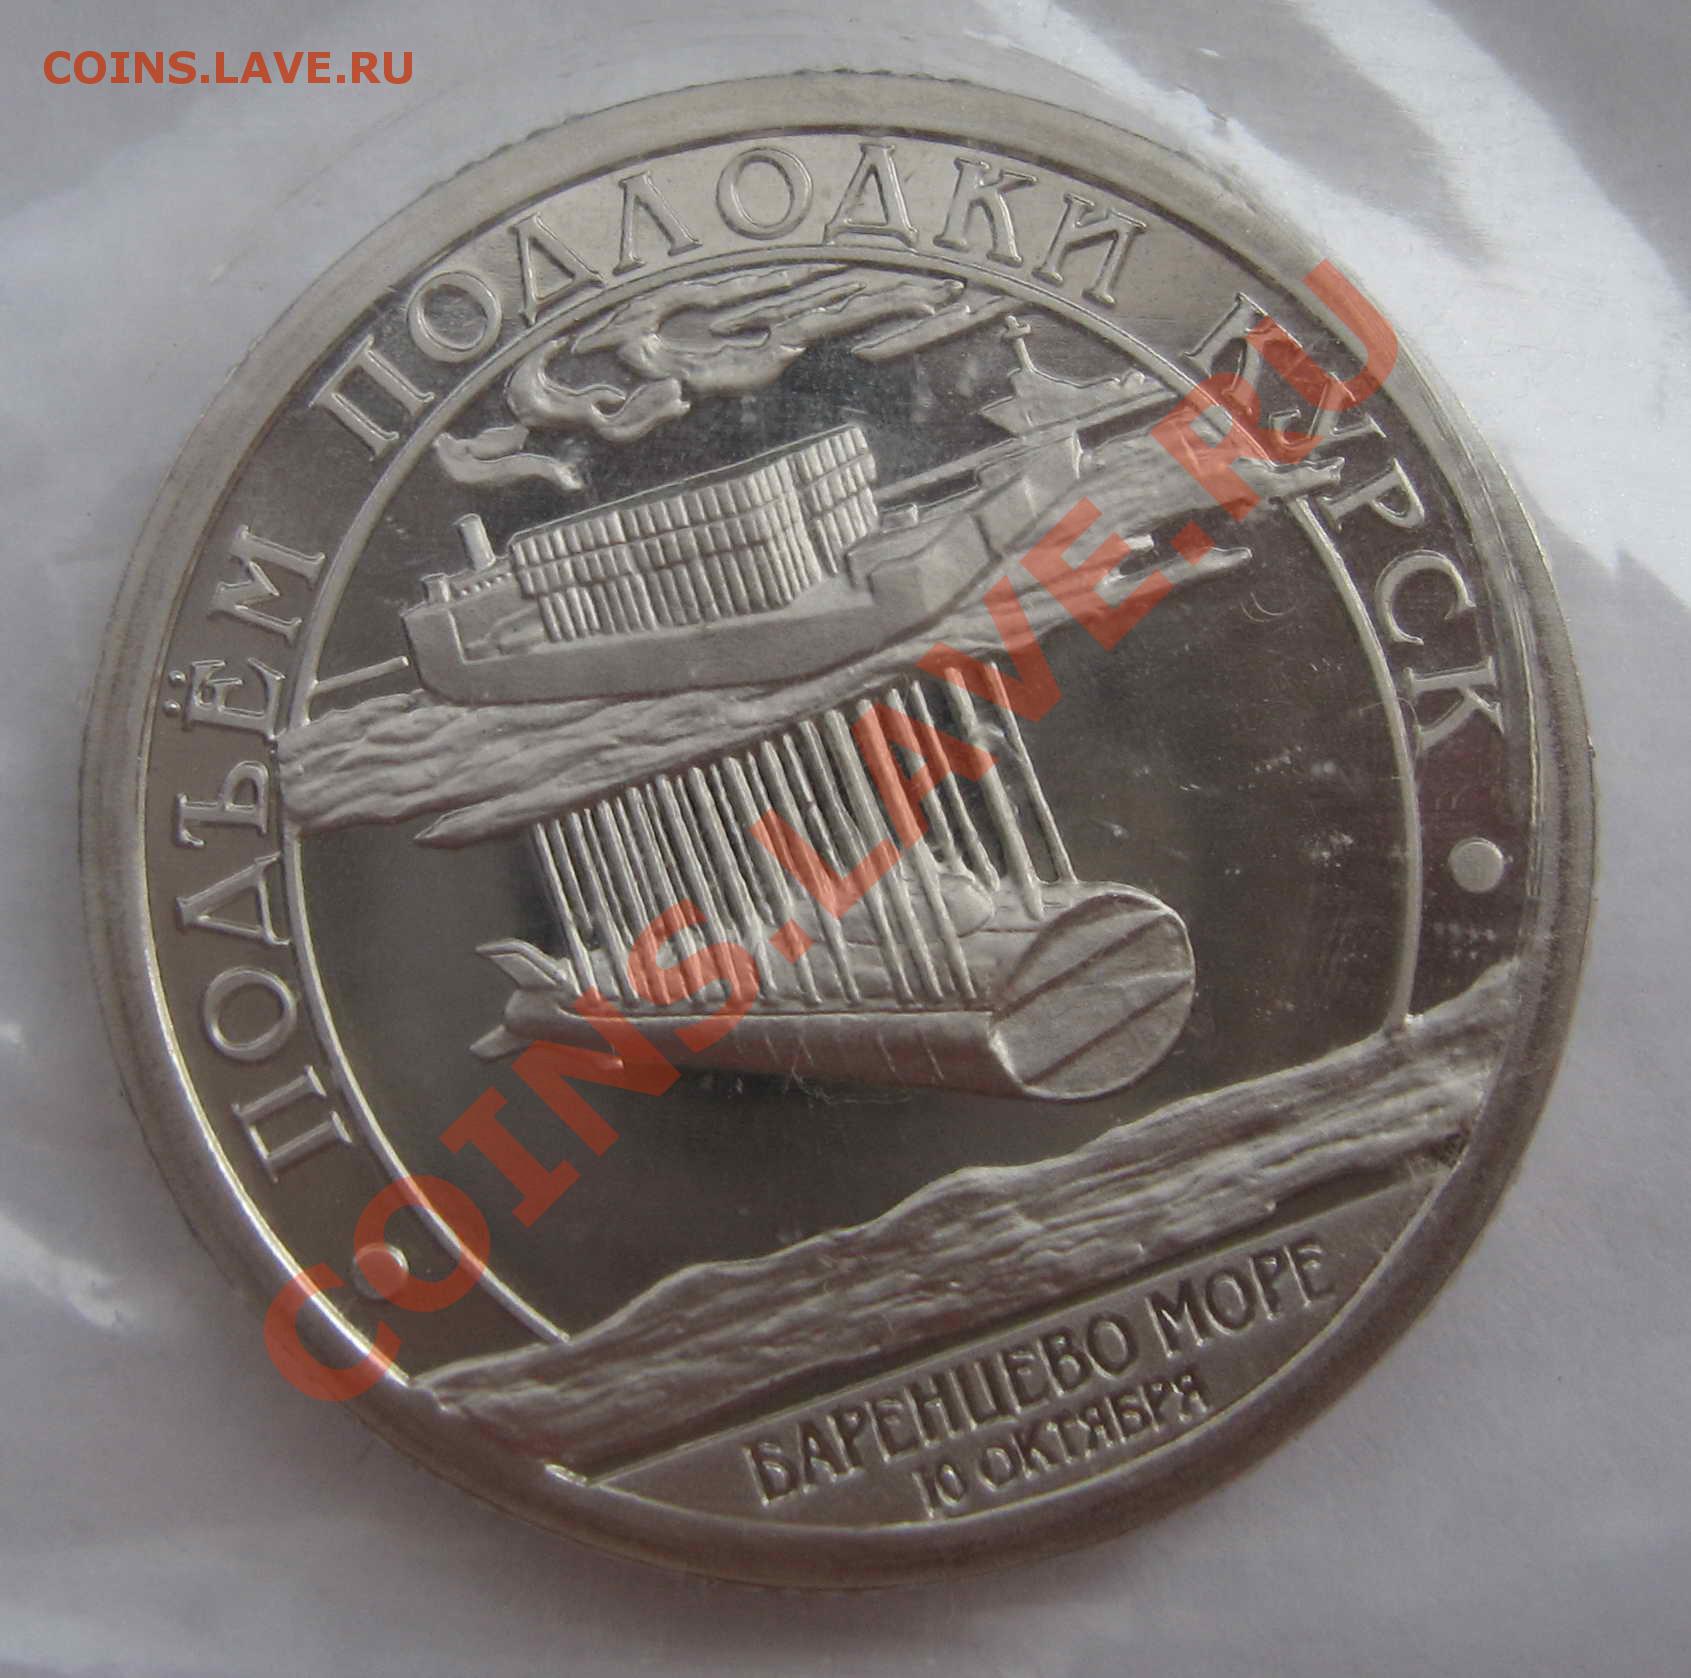 COINS.LAVE.RU
ПОДЪЁМ ПОДЛОДКИ КУРСК
COINS.LAVE.RU
БАРЕНЦЕВО МОРЕ
10 ОКТЯБРЯ